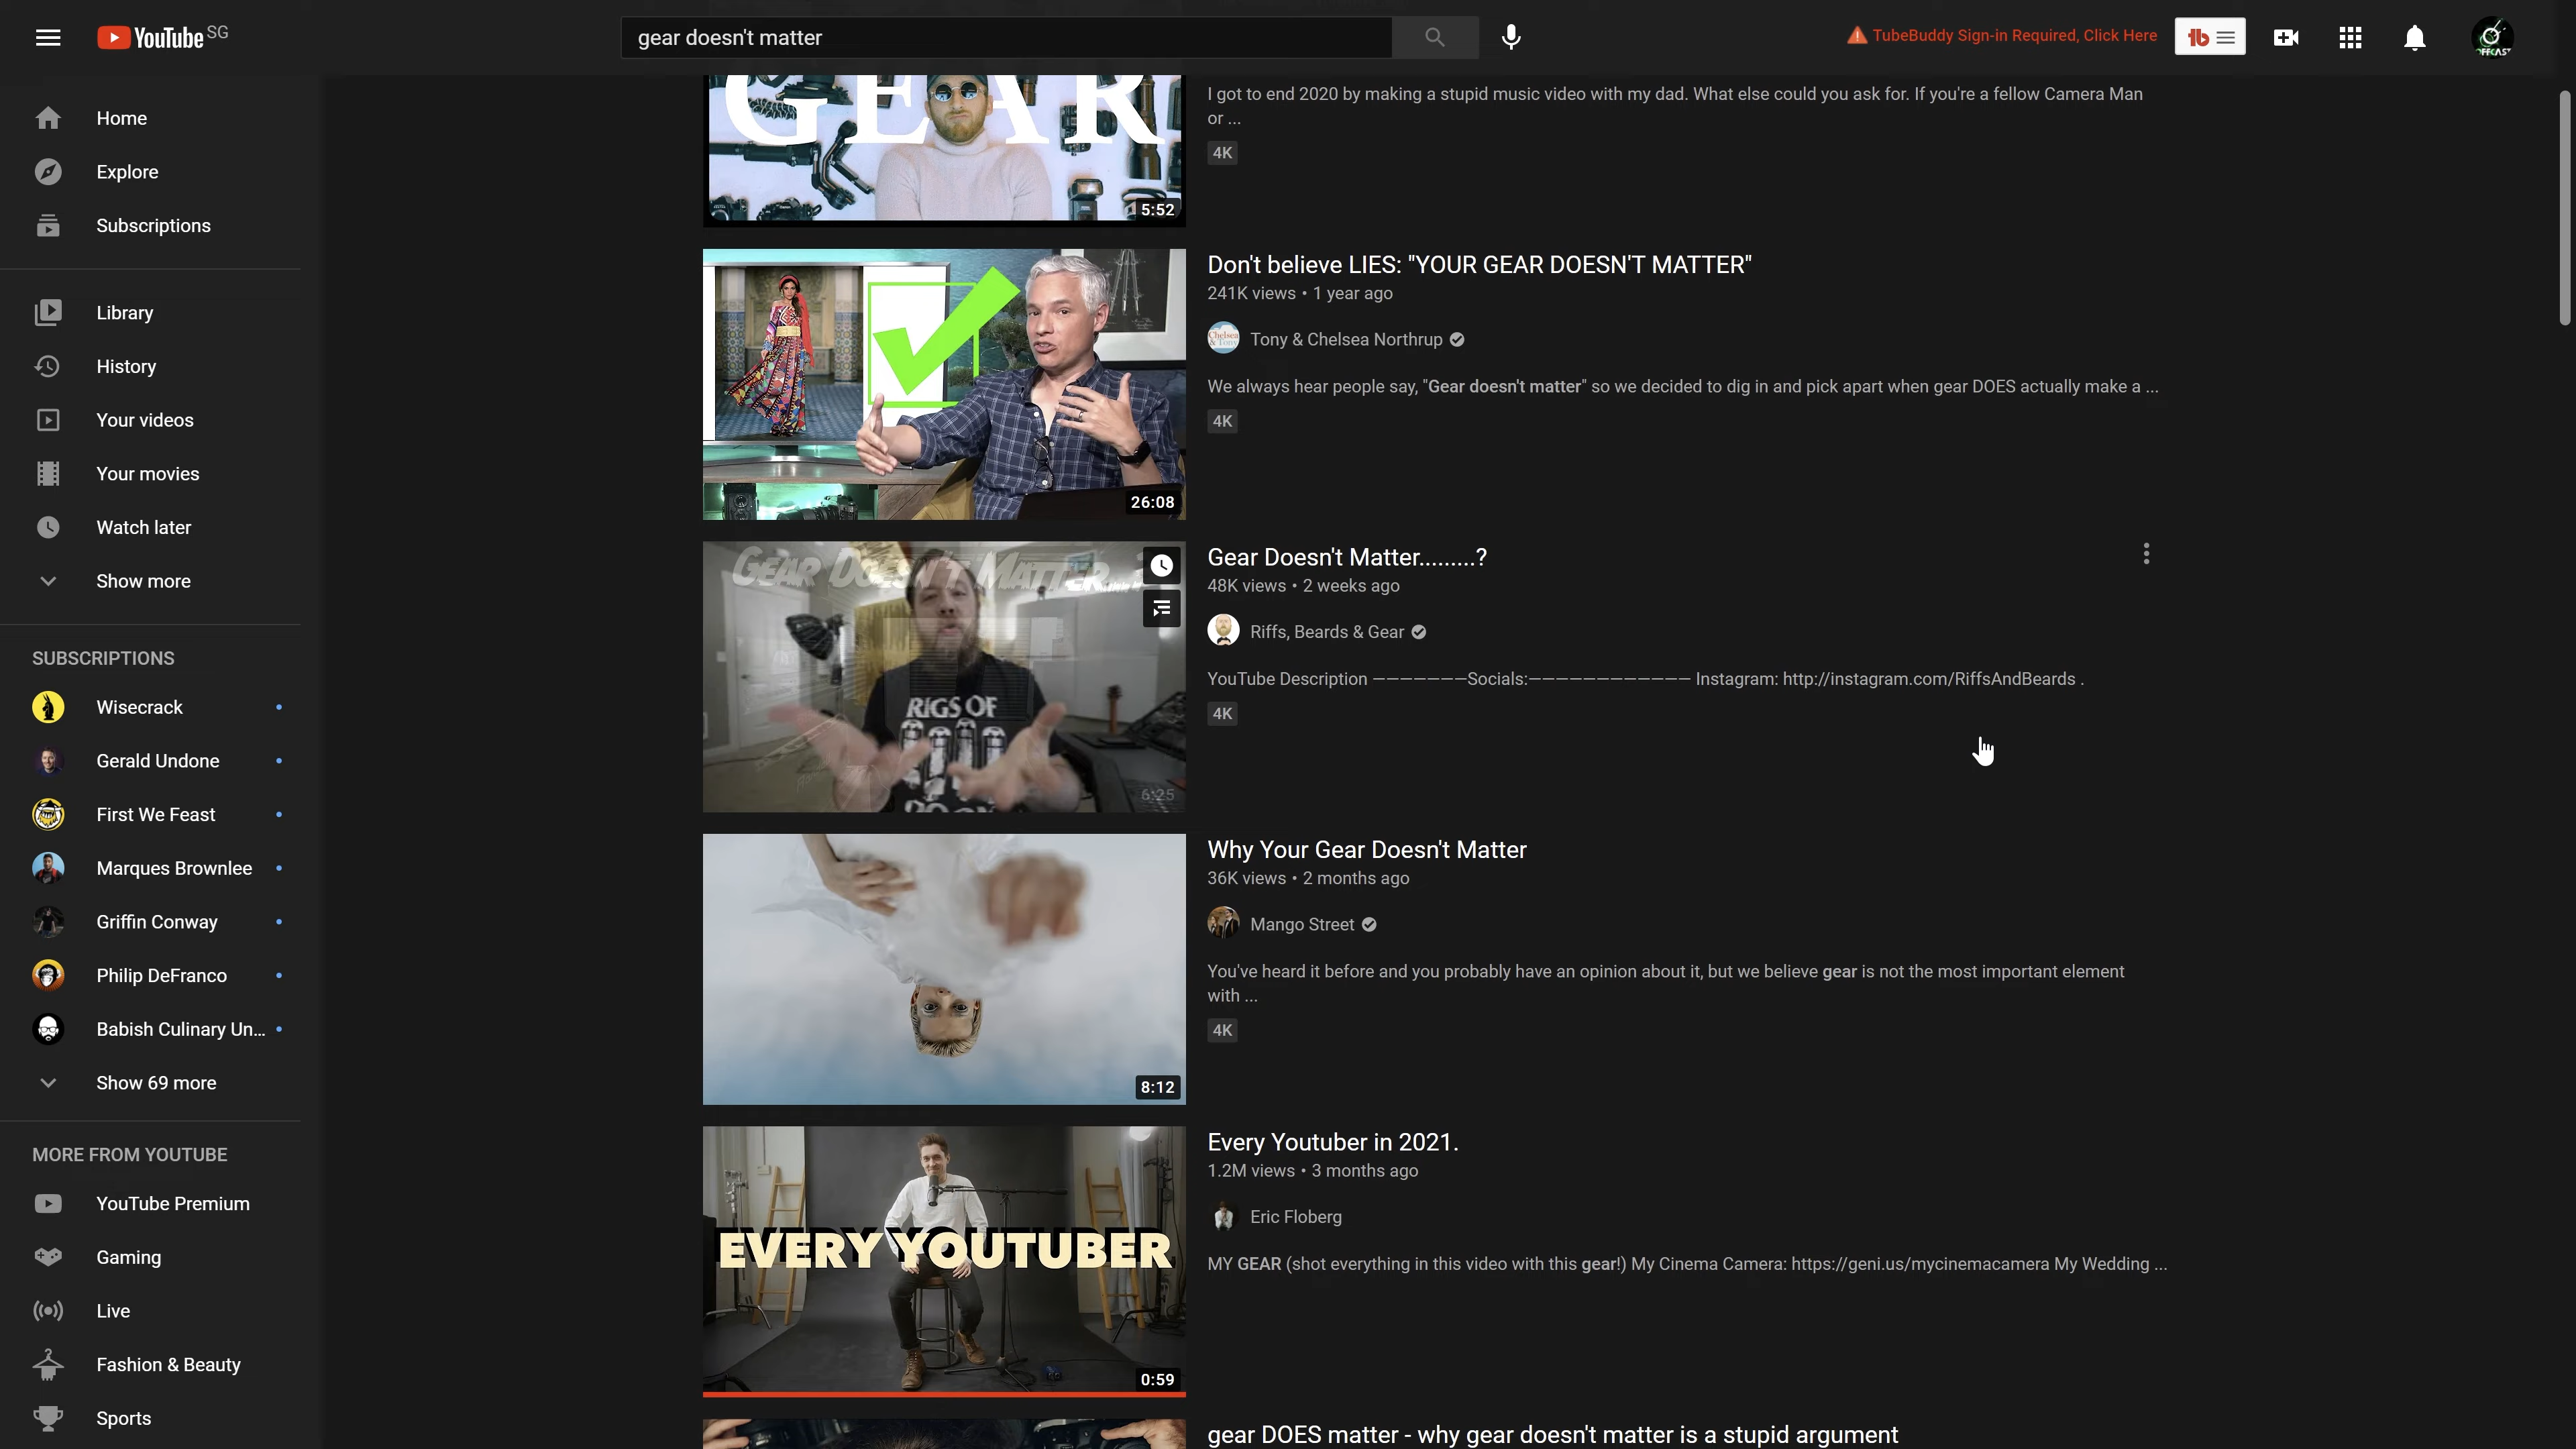 YouTube SG
gear doesn't matter
TubeBuddy Sign-in Required, Click Here
tb
OFFCAST
Home
Explore
Subscriptions
Library
History
Your videos
Your movies
Watch later
Show more
SUBSCRIPTIONS
Wisecrack
Gerald Undone
First We Feast
Marques Brownlee
Griffin Conway
Philip DeFranco
Babish Culinary Un...
Show 69 more
MORE FROM YOUTUBE
YouTube Premium
Gaming
Live
Fashion & Beauty
Sports
GEAR
5:52
I got to end 2020 by making a stupid music video with my dad. What else could you ask for. If you're a fellow Camera Man
or ...
4K
26:08
Don't believe LIES: "YOUR GEAR DOESN'T MATTER"
241K views • 1 year ago
Chelsea
& Tony
Tony & Chelsea Northrup
We always hear people say, "Gear doesn't matter" so we decided to dig in and pick apart when gear DOES actually make a ...
4K
GEAR DOESN'T MATTER...
RIGS OF
6:25
Gear Doesn't Matter.........?
48K views • 2 weeks ago
Riffs, Beards & Gear
YouTube Description ———————Socials:———————————— Instagram: http://instagram.com/RiffsAndBeards .
4K
8:12
Why Your Gear Doesn't Matter
36K views • 2 months ago
Mango Street
You've heard it before and you probably have an opinion about it, but we believe gear is not the most important element
with ...
4K
EVERY YOUTUBER
0:59
Every Youtuber in 2021.
1.2M views • 3 months ago
Eric Floberg
MY GEAR (shot everything in this video with this gear!) My Cinema Camera: https://geni.us/mycinemacamera My Wedding ...
gear DOES matter - why gear doesn't matter is a stupid argument